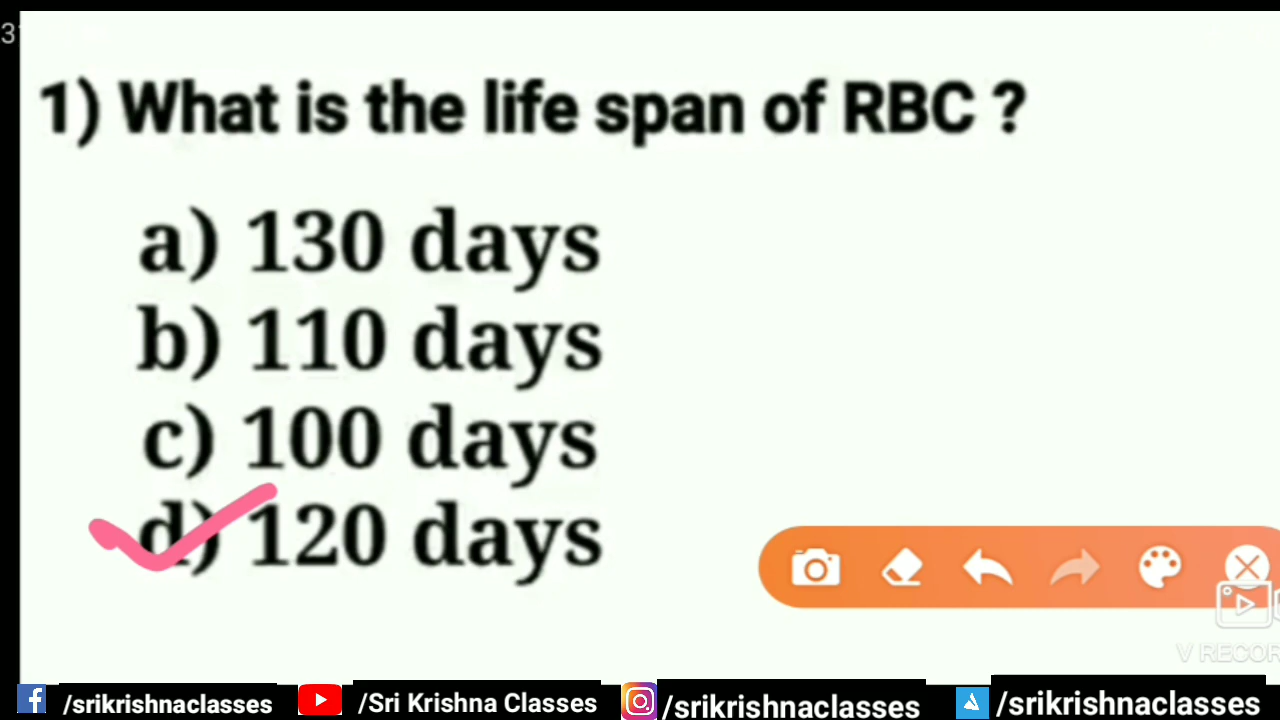 1) What is the life span of RBC ?
a) 130 days
b) 110 days
c) 100 days
d) 120 days
/srikrishnaclasses
/Sri Krishna Classes
/srikrishnaclasses
/srikrishnaclasses